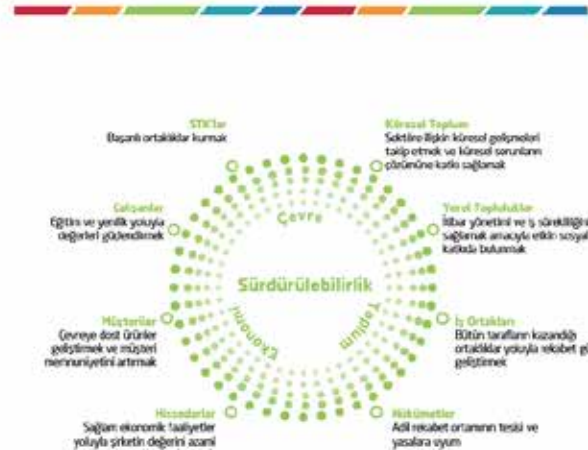 STK'lar
Başarılı ortaklıklar kurmak
Küresel Toplum
Sektöre ilişkin küresel gelişmeleri
takip etmek ve küresel sorunların
çözümüne katkı sağlamak
Çalışanlar
Eğitim ve yenilik yoluyla
değerleri güçlendirmek
Yerel Topluluklar
İtibar yönetimi ve iş sürekliliğini
sağlamak amacıyla etkin sosyal
katkıda bulunmak
Çevre
Sürdürülebilirlik
Ekonomi
Toplum
Müşteriler
Çevreye dost ürünler
geliştirmek ve müşteri
memnuniyetini artırmak
İş Ortakları
Bütün tarafların kazandığı
ortaklıklar yoluyla rekabet
geliştirmek
Hissedarlar
Sağlam ekonomik faaliyetler
yoluyla şirketin değerini azami
Hükümetler
Adil rekabet ortamının tesisi ve
yasalara uyum